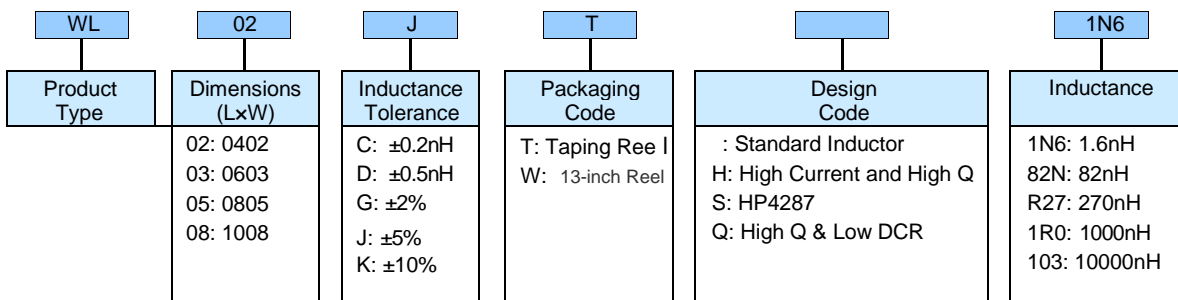 WL 02 J T 1N6
Product Type
Dimensions (L×W)
Inductance Tolerance
Packaging Code
Design Code
Inductance
02: 0402
03: 0603
05: 0805
08: 1008
C: ±0.2nH
D: ±0.5nH
G: ±2%
J: ±5%
K: ±10%
T: Taping Ree l
W: 13-inch Reel
: Standard Inductor
H: High Current and High Q
S: HP4287
Q: High Q & Low DCR
1N6: 1.6nH
82N: 82nH
R27: 270nH
1R0: 1000nH
103: 10000nH